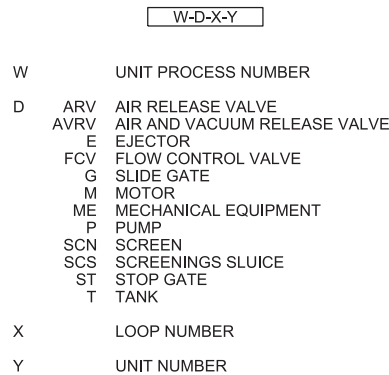 W-D-X-Y
W UNIT PROCESS NUMBER
D ARV AIR RELEASE VALVE
AVRV AIR AND VACUUM RELEASE VALVE
E EJECTOR
FCV FLOW CONTROL VALVE
G SLIDE GATE
M MOTOR
ME MECHANICAL EQUIPMENT
P PUMP
SCN SCREEN
SCS SCREENINGS SLUICE
ST STOP GATE
T TANK
X LOOP NUMBER
Y UNIT NUMBER